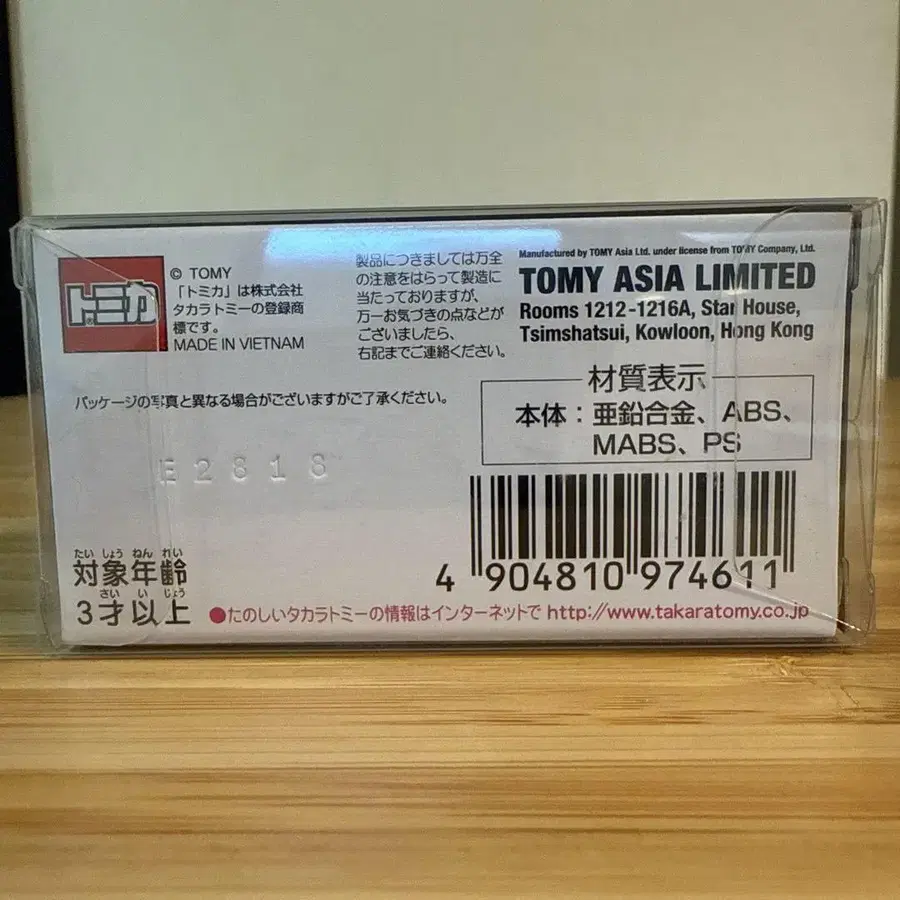 トミカ®
© TOMY
「トミカ」は株式会社
タカラトミーの登録商
標です。
MADE IN VIETNAM
製品につきましては万全
の注意をはらって製造に
当たっておりますが、
万一お気づきの点などが
ございましたら、
右記までご連絡ください。
Manufactured by TOMY Asia Ltd. under license from TOMY Company, Ltd.
TOMY ASIA LIMITED
Rooms 1212-1216A, Star House,
Tsimshatsui, Kowloon, Hong Kong
パッケージの写真と異なる場合がございますがご了承ください。
材質表示
本体：亜鉛合金、ABS、
MABS、PS
E2818
4 904810 974611
たい しょう ねん れい
対象年齢
さい い じょう
3才以上
●たのしいタカラトミーの情報はインターネットで http://www.takaratomy.co.jp